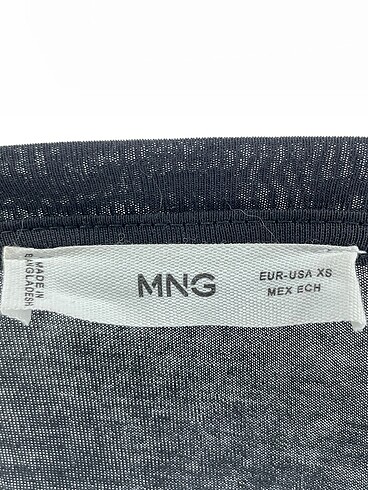 MADE IN
BANGLADESH
MNG
EUR-USA XS
MEX ECH